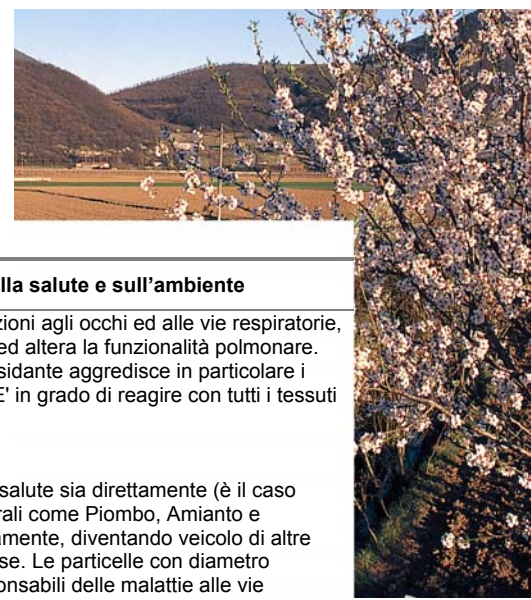 lla salute e sull'ambiente
zioni agli occhi ed alle vie respiratorie,
ed altera la funzionalità polmonare.
sidante aggredisce in particolare i
E' in grado di reagire con tutti i tessuti
salute sia direttamente (è il caso
rali come Piombo, Amianto e
amente, diventando veicolo di altre
se. Le particelle con diametro
onsabili delle malattie alle vie